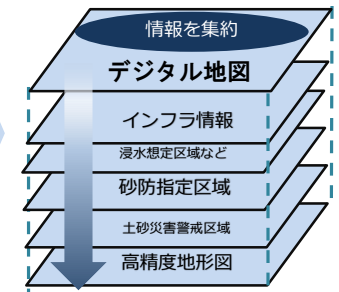 情報を集約
デジタル地図
インフラ情報
浸水想定区域など
砂防指定区域
土砂災害警戒区域
高精度地形図